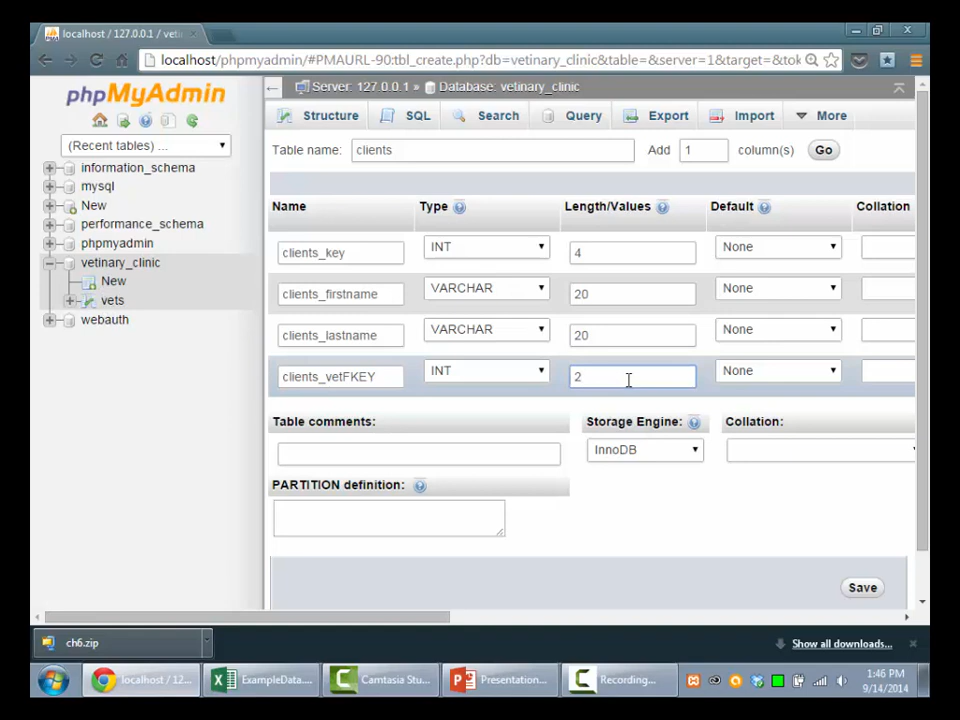 localhost / 127.0.0.1 / veti
localhost/phpmyadmin/#PMAURL-90:tbl_create.php?db=vetinary_clinic&table=&server=1&target=&tok
phpMyAdmin
(Recent tables) ...
information_schema
mysql
New
performance_schema
phpmyadmin
vetinary_clinic
New
vets
webauth
Server: 127.0.0.1 » Database: vetinary_clinic
Structure SQL Search Query Export Import More
Table name: clients Add 1 column(s) Go
Name Type Length/Values Default Collation
clients_key INT 4 None
clients_firstname VARCHAR 20 None
clients_lastname VARCHAR 20 None
clients_vetFKEY INT 2 None
Table comments: Storage Engine: Collation:
InnoDB
PARTITION definition:
Save
ch6.zip
Show all downloads...
localhost / 12... ExampleData.... Camtasia Stu... Presentation... Recording...
1:46 PM
9/14/2014